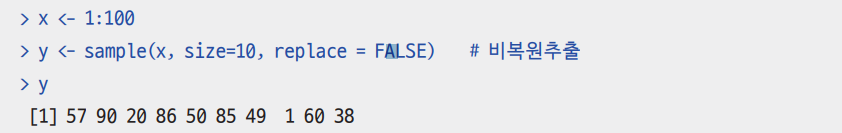 > x <- 1:100
> y <- sample(x, size=10, replace = FALSE)   # 비복원추출
> y
[1] 57 90 20 86 50 85 49  1 60 38